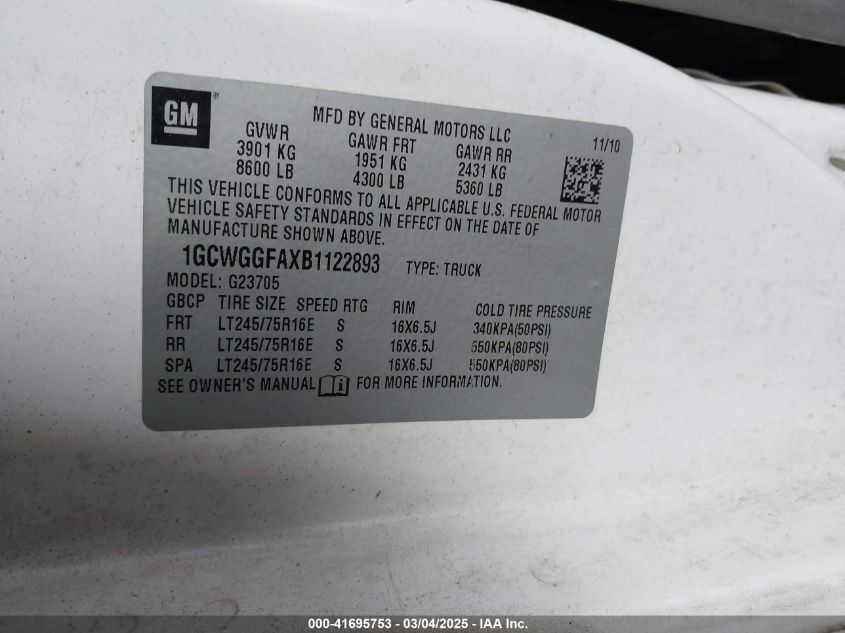 GM
MFD BY GENERAL MOTORS LLC
11/10
GVWR GAWR FRT GAWR RR
3901 KG 1951 KG 2431 KG
8600 LB 4300 LB 5360 LB
THIS VEHICLE CONFORMS TO ALL APPLICABLE U.S. FEDERAL MOTOR
VEHICLE SAFETY STANDARDS IN EFFECT ON THE DATE OF
MANUFACTURE SHOWN ABOVE.
1GCWGGFAXB1122893 TYPE: TRUCK
MODEL: G23705
GBCP TIRE SIZE SPEED RTG RIM COLD TIRE PRESSURE
FRT LT245/75R16E S 16X6.5J 340KPA(50PSI)
RR LT245/75R16E S 16X6.5J 550KPA(80PSI)
SPA LT245/75R16E S 16X6.5J 550KPA(80PSI)
SEE OWNER'S MANUAL FOR MORE INFORMATION.
000-41695753 - 03/04/2025 - IAA Inc.